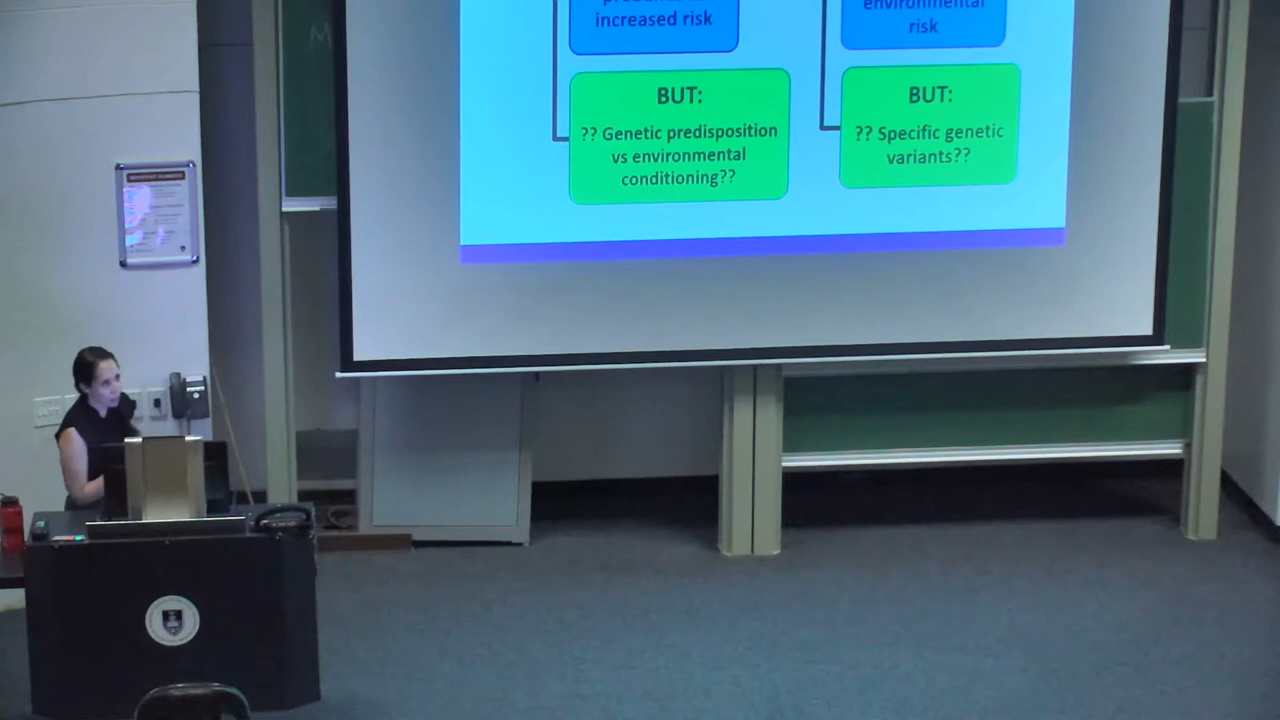 increased risk
environmental
risk
BUT:
?? Genetic predisposition
vs environmental
conditioning??
BUT:
?? Specific genetic
variants??